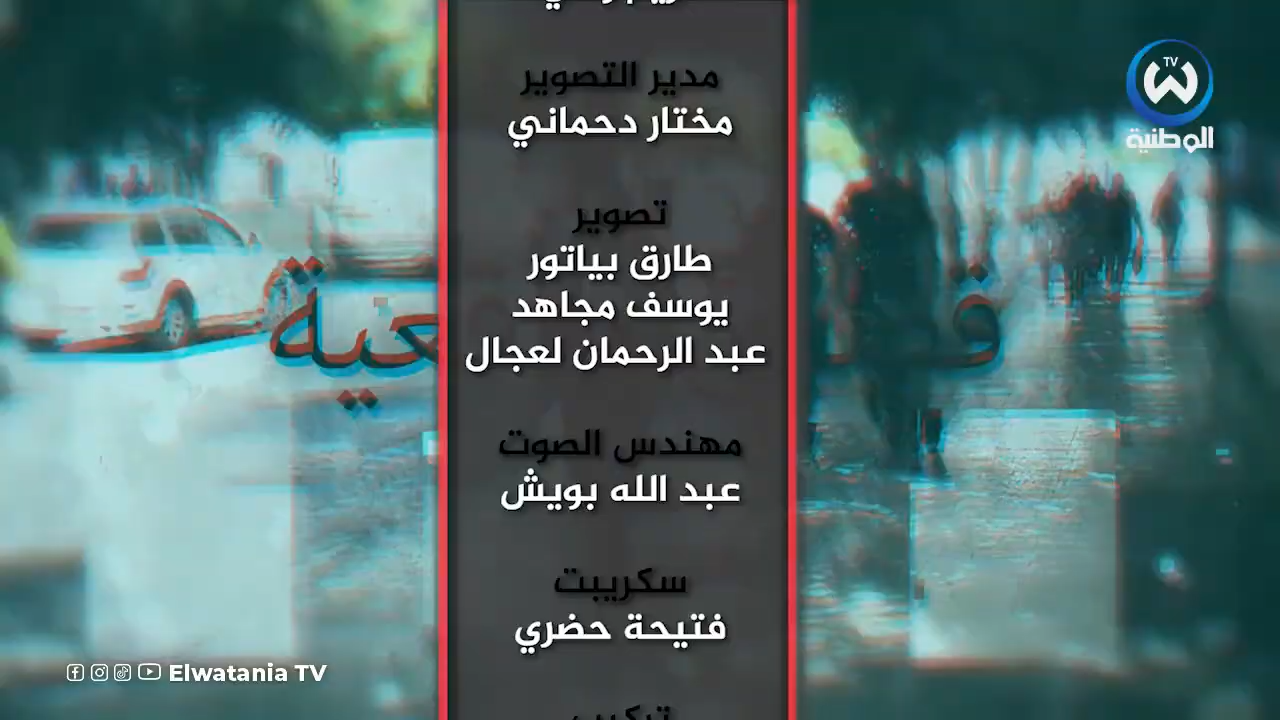 مدير التصوير
مختار دحماني
تصوير
طارق بياتور
يوسف مجاهد
عبد الرحمان لعجال
مهندس الصوت
عبد الله بويش
سكريبت
فتيحة حضري
تركيب
TV
الوطنية
Elwatania TV